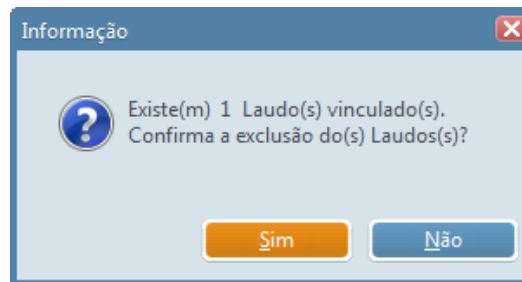 Informação
Existe(m) 1 Laudo(s) vinculado(s).
Confirma a exclusão do(s) Laudos(s)?
Sim
Não